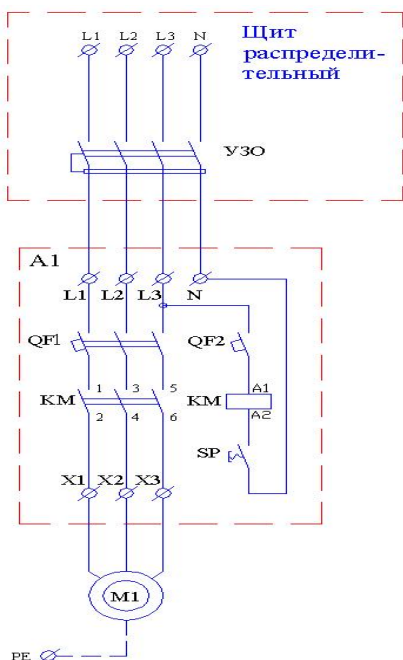 L1 L2 L3 N
Щит
распредели-
тельный
УЗО
A1
L1 L2 L3 N
QF1
QF2
1 3 5
KM
2 4 6
KM
A1
A2
SP
X1 X2 X3
M1
PE